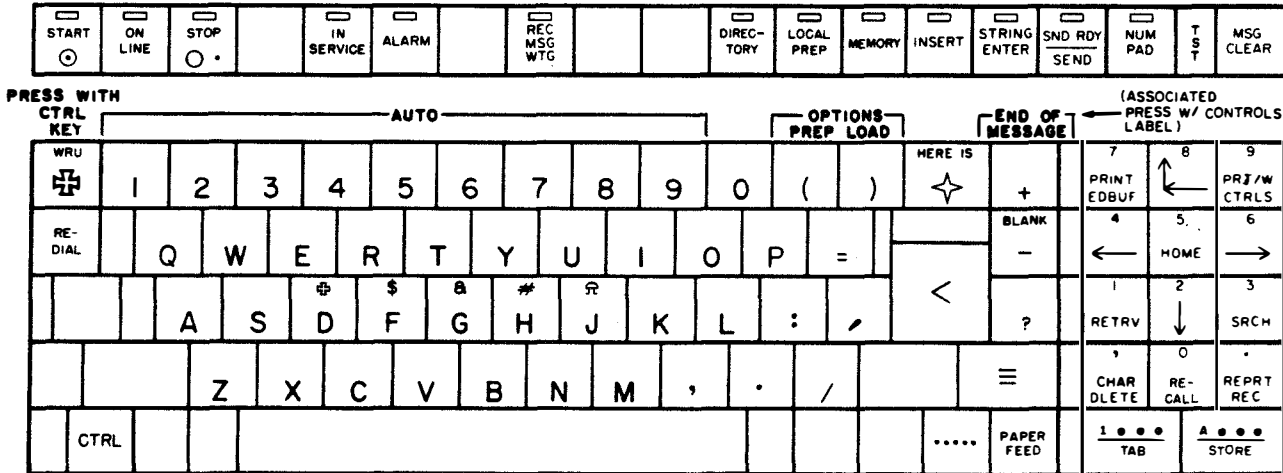 START
ON LINE
STOP
IN SERVICE
ALARM
REC MSG WTG
DIREC-TORY
LOCAL PREP
MEMORY
INSERT
STRING ENTER
SND RDY
SEND
NUM PAD
TST
MSG CLEAR
PRESS WITH CTRL KEY
AUTO
OPTIONS
PREP LOAD
END OF MESSAGE
(ASSOCIATED PRESS W/ CONTROLS LABEL)
WRU
1 2 3 4 5 6 7 8 9 0 ( )
HERE IS
+
7 PRINT EDBUF
8
9 PRT/W CTRLS
RE-DIAL
Q W E R T Y U I O P =
BLANK
-
4 ←
5 HOME
6 →
A S D F G H J K L : ,
$ & #
<
?
1 RETRV
2 ↓
3 SRCH
Z X C V B N M , . /
≡
, CHAR DLETE
0 RE-CALL
. REPRT REC
CTRL
.....
PAPER FEED
1 ● ● ●
TAB
A ● ● ●
STORE